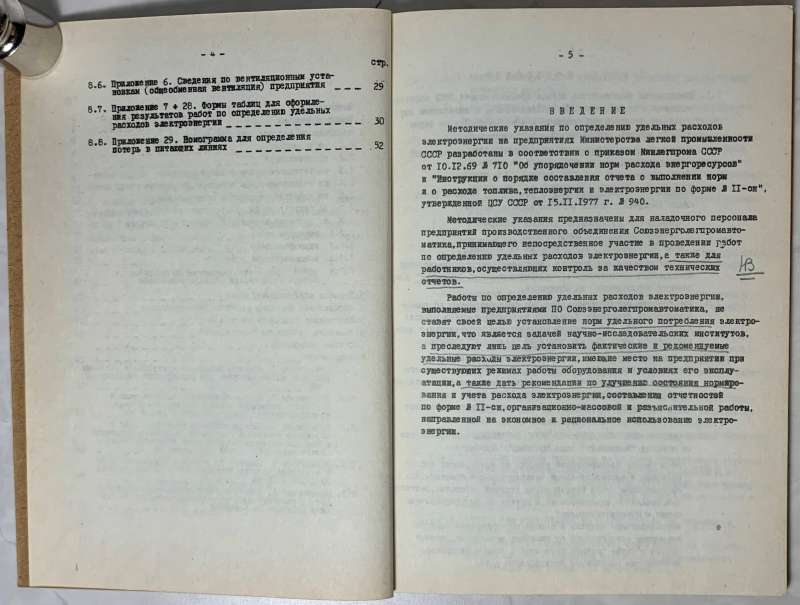 - 4 -
стр.
8.6. Приложение 6. Сведения по вентиляционным уста-
новкам (общеобменная вентиляция) предприятия _ _ _ _ 29
8.7. Приложение 7 ÷ 28. Формы таблиц для оформле-
ния результатов работ по определению удельных
расходов электроэнергии _ _ _ _ _ _ _ _ _ _ _ _ _ 30
8.8. Приложение 29. Номограмма для определения
потерь в питающих линиях _ _ _ _ _ _ _ _ _ _ _ _ _ 52
- 5 -
В В Е Д Е Н И Е
Методические указания по определению удельных расходов
электроэнергии на предприятиях Министерства легкой промышленности
СССР разработаны в соответствии с приказом Минлегпрома СССР
от 10.12.69 № 710 "Об упорядочении норм расхода энергоресурсов"
и "Инструкции о порядке составления отчета о выполнении норм
и о расходе топлива,теплоэнергии и электроэнергии по форме № II-сн",
утвержденной ЦСУ СССР от 15.II.1977 г. № 940.
Методические указания предназначены для наладочного персонала
предприятий производственного объединения Союзэнерголегпромавто-
матика,принимающего непосредственное участие в проведении работ
по определению удельных расходов электроэнергии,а также для
работников,осуществляющих контроль за качеством технических
отчетов.
НВ
Работы по определению удельных расходов электроэнергии,
выполняемые предприятиями ПО Союзэнерголегпромавтоматика, не
ставят своей целью установление норм удельного потребления электро-
энергии,что является задачей научно-исследовательских институтов,
а преследуют лишь цель установить фактические и рекомендуемые
удельные расходы электроэнергии,имеющие место на предприятии при
существующих режимах работы оборудования и условиях его эксплу-
атации,а также дать рекомендации по улучшению состояния нормиро-
вания и учета расхода электроэнергии,составления отчетностей
по форме № II-сн,организационно-массовой и разъяснительной работы,
направленной на экономное и рациональное использование электро-
энергии.